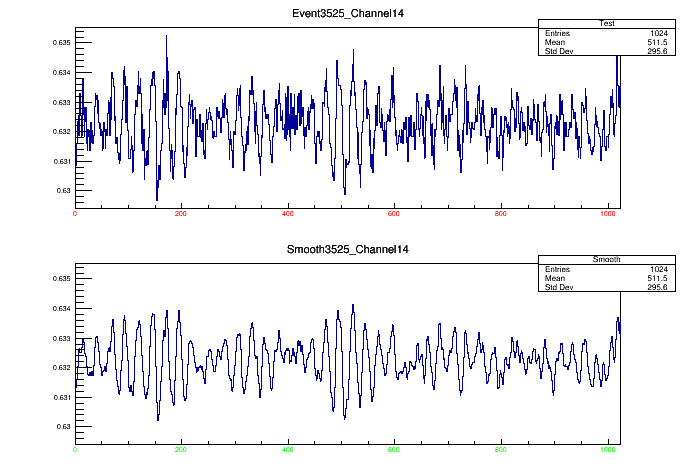 Event3525_Channel14
Test
Entries 1024
Mean 511.5
Std Dev 295.6
0.635
0.634
0.633
0.632
0.631
0.63
0 200 400 600 800 1000
Smooth3525_Channel14
Smooth
Entries 1024
Mean 511.5
Std Dev 295.6
0.635
0.634
0.633
0.632
0.631
0.63
0 200 400 600 800 1000